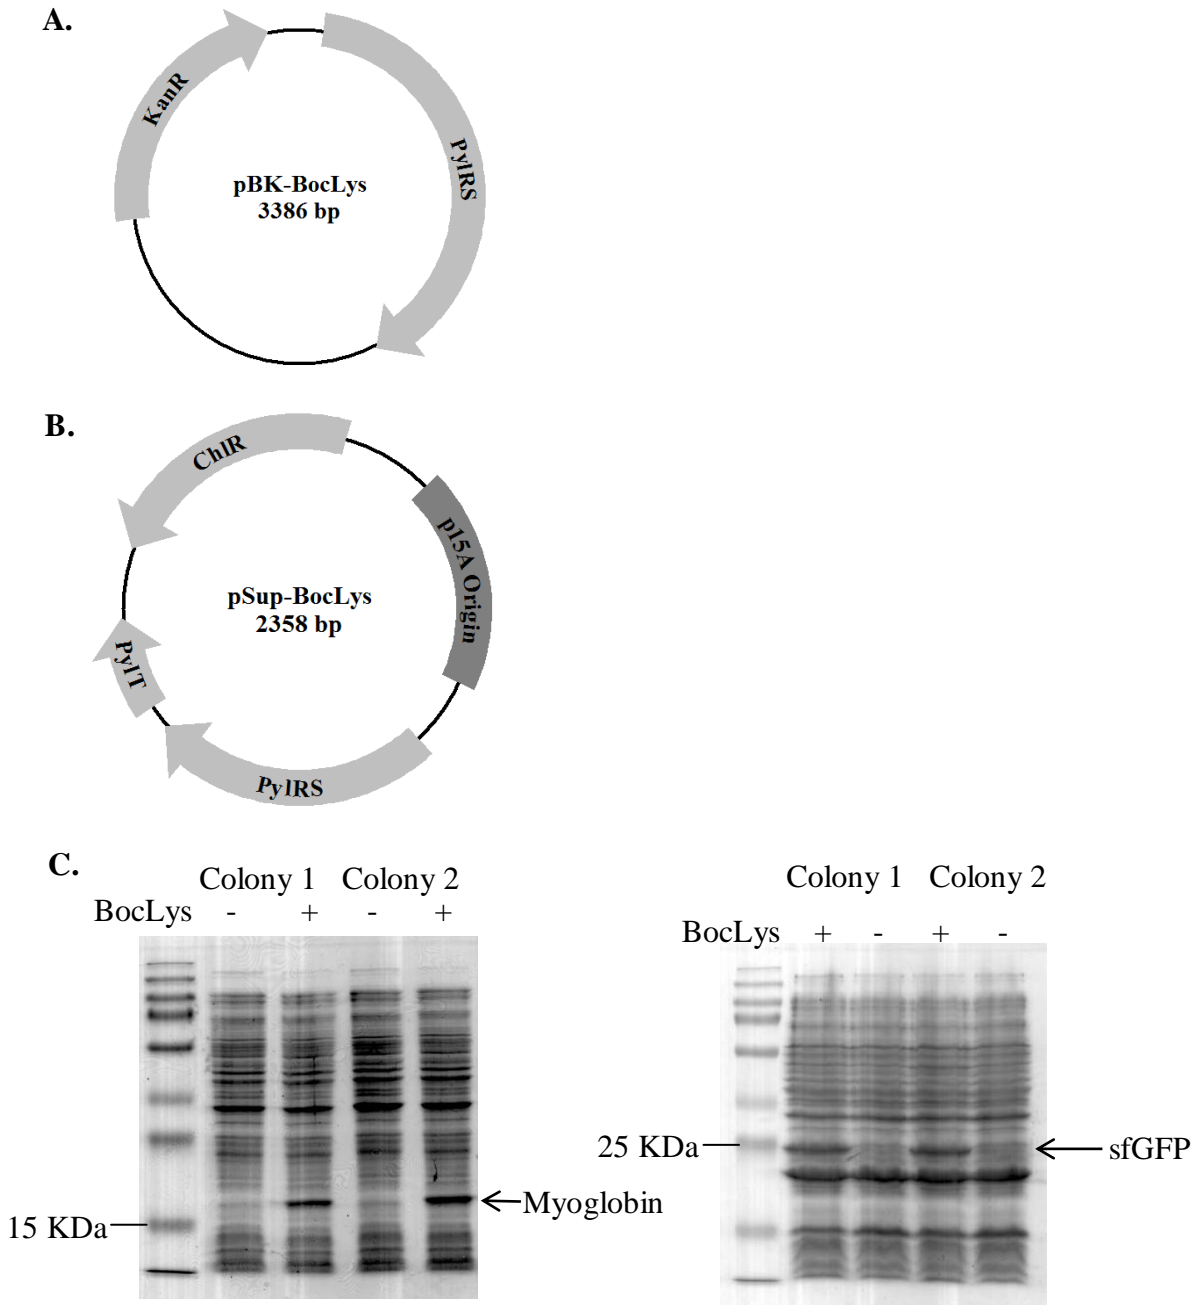 A.
KanR
PylRS
pBK-BocLys
3386 bp
B.
ChlR
p15A Origin
pSup-BocLys
2358 bp
PylT
PylRS
C.
Colony 1 Colony 2
BocLys - + - +
Myoglobin
15 KDa
Colony 1 Colony 2
BocLys + - + -
25 KDa
sfGFP